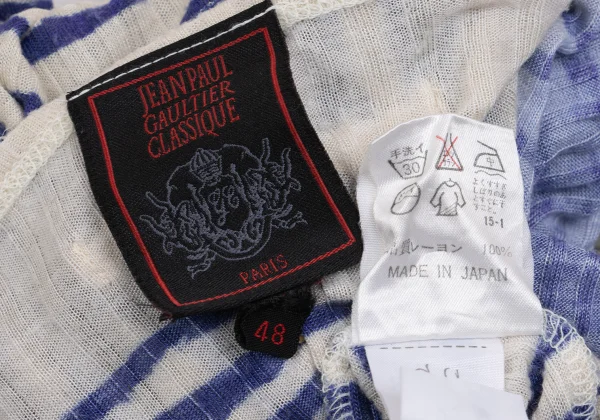 JEAN PAUL
GAULTIER
CLASSIQUE
PARIS
48
手洗イ
30
中
15-1
レーヨン 100%
MADE IN JAPAN